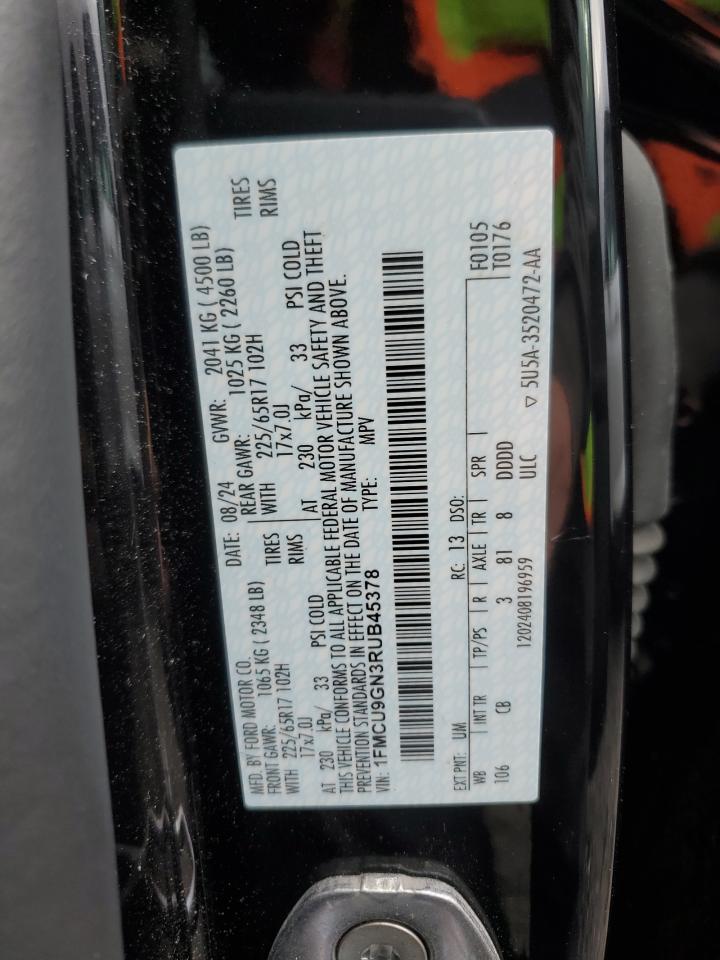 MFD. BY FORD MOTOR CO.
DATE: 08/24 GVWR: 2041 KG ( 4500 LB)
FRONT GAWR: 1065 KG ( 2348 LB) REAR GAWR: 1025 KG ( 2260 LB)
WITH 225/65R17 102H TIRES WITH 225/65R17 102H TIRES
17x7.0J RIMS 17x7.0J RIMS
AT 230 kPa/ 33 PSI COLD AT 230 kPa/ 33 PSI COLD
THIS VEHICLE CONFORMS TO ALL APPLICABLE FEDERAL MOTOR VEHICLE SAFETY AND THEFT
PREVENTION STANDARDS IN EFFECT ON THE DATE OF MANUFACTURE SHOWN ABOVE.
VIN: 1FMCU9GN3RUB45378 TYPE: MPV
EXT PNT: UM RC: 13 DSO:
WB INT TR TP/PS R AXLE TR SPR F0105
106 CB 3 81 8 DDDD T0176
1202408196959 ULC ▽ 5U5A-3520472-AA